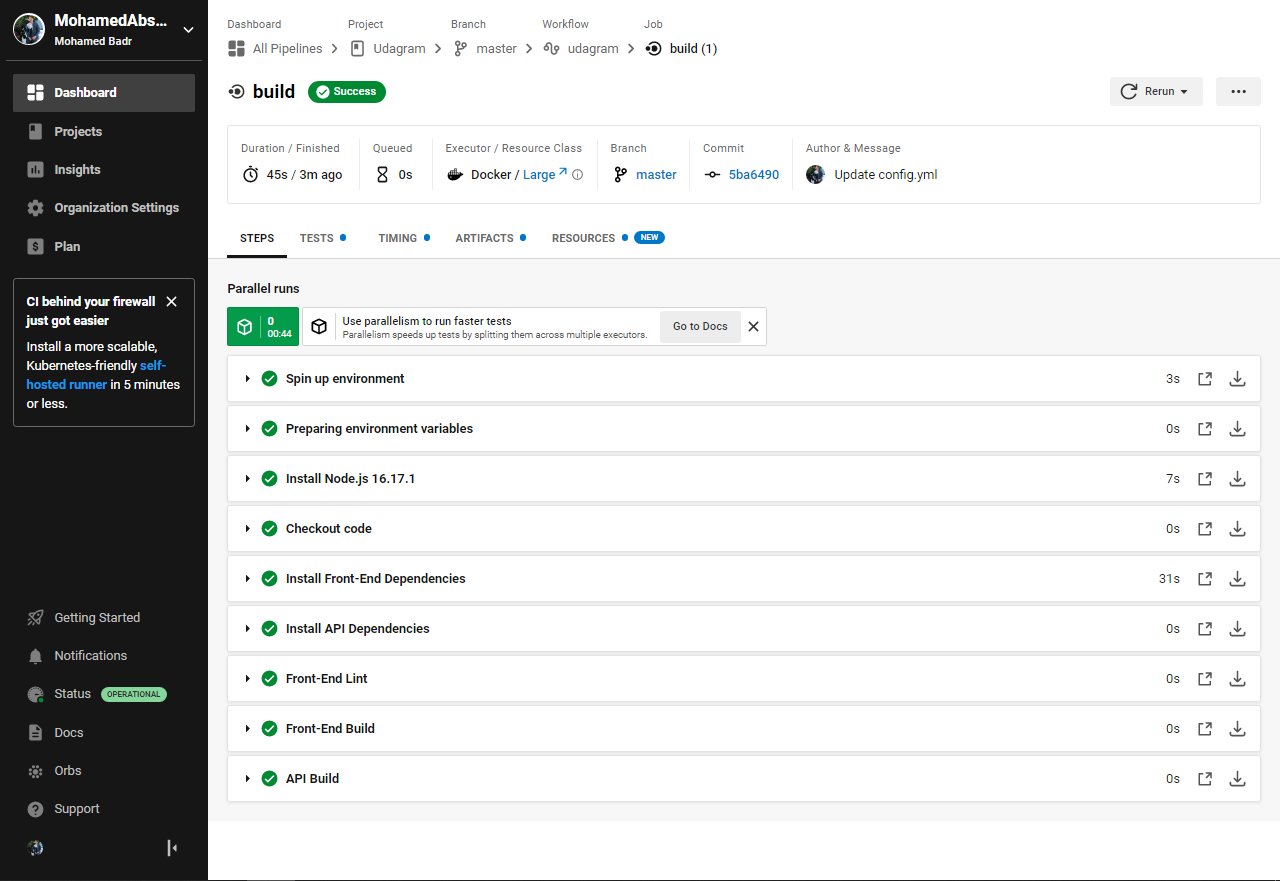 MohamedAbs...
Mohamed Badr
Dashboard
Projects
Insights
Organization Settings
Plan
CI behind your firewall
just got easier
Install a more scalable,
Kubernetes-friendly self-
hosted runner in 5 minutes
or less.
Getting Started
Notifications
Status OPERATIONAL
Docs
Orbs
Support
Dashboard Project Branch Workflow Job
All Pipelines Udagram master udagram build (1)
build Success Rerun
Duration / Finished Queued Executor / Resource Class Branch Commit Author & Message
45s / 3m ago 0s Docker / Large master 5ba6490 Update config.yml
STEPS TESTS TIMING ARTIFACTS RESOURCES NEW
Parallel runs
0
00:44
Use parallelism to run faster tests
Parallelism speeds up tests by splitting them across multiple executors.
Go to Docs
Spin up environment 3s
Preparing environment variables 0s
Install Node.js 16.17.1 7s
Checkout code 0s
Install Front-End Dependencies 31s
Install API Dependencies 0s
Front-End Lint 0s
Front-End Build 0s
API Build 0s